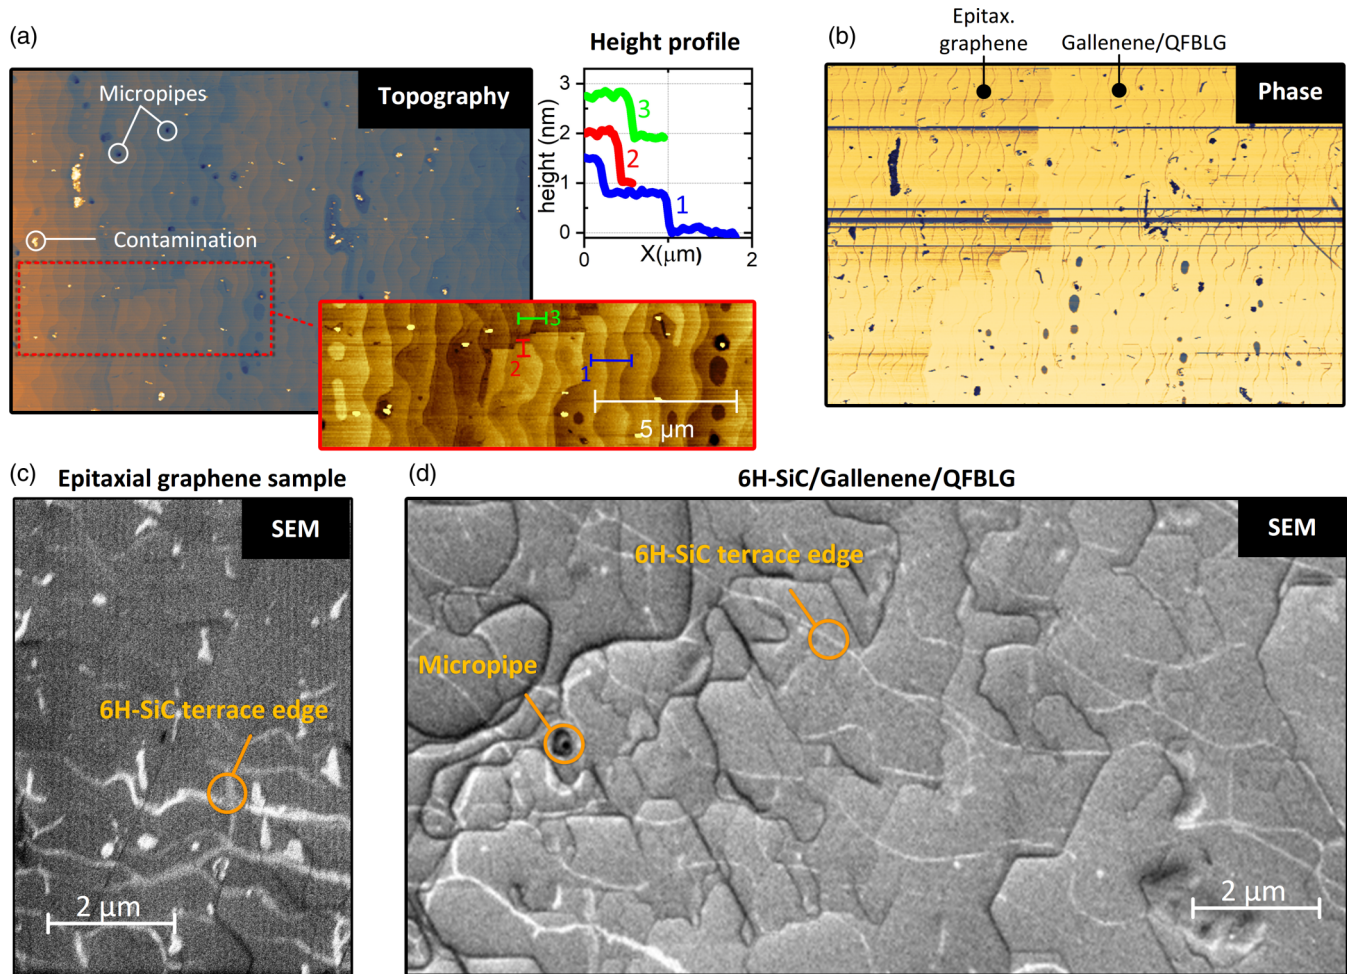 (a)
Topography
Micropipes
Contamination
Height profile
3
2
1
0
height (nm)
3
2
1
0
2
X(μm)
3
2
1
5 μm
(b)
Epitax.
graphene
Gallenene/QFBLG
Phase
(c)
Epitaxial graphene sample
SEM
6H-SiC terrace edge
2 μm
(d)
6H-SiC/Gallenene/QFBLG
SEM
6H-SiC terrace edge
Micropipe
2 μm